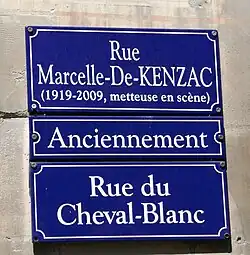 Rue
Marcelle-De-KENZAC
(1919-2009, metteuse en scène)
Anciennement
Rue du
Cheval-Blanc